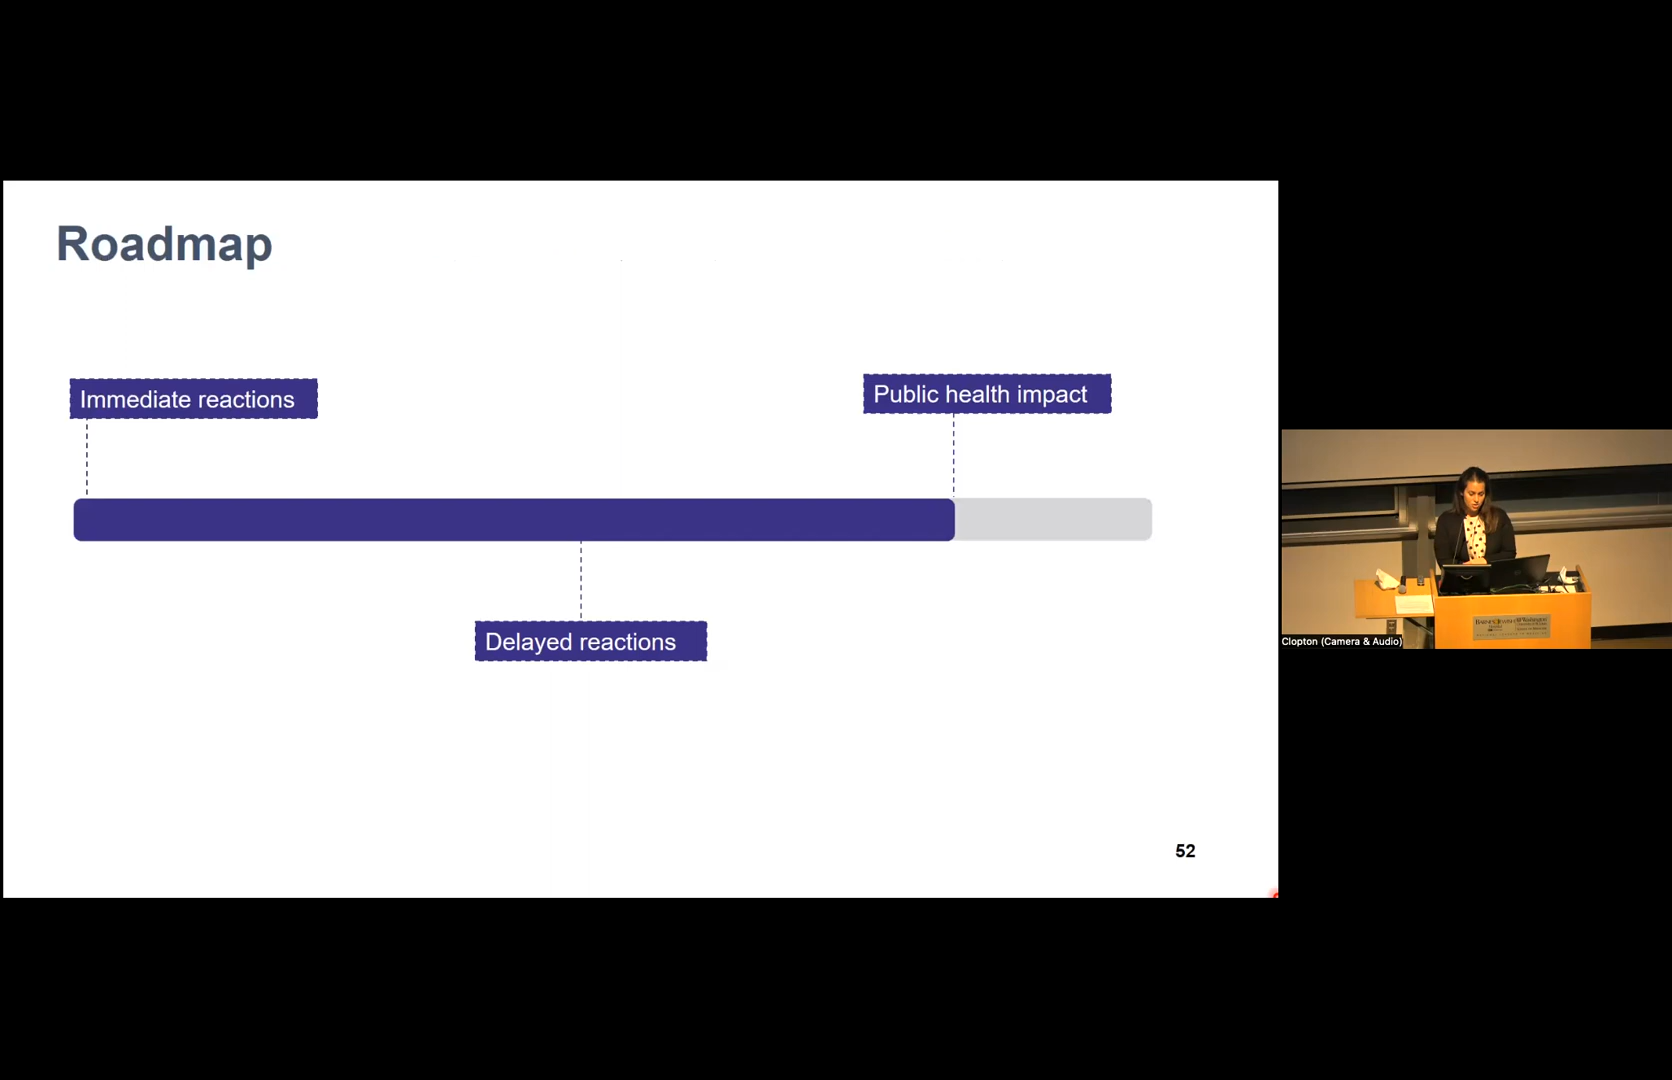 Roadmap
Immediate reactions
Public health impact
Delayed reactions
52
Clopton (Camera & Audio)